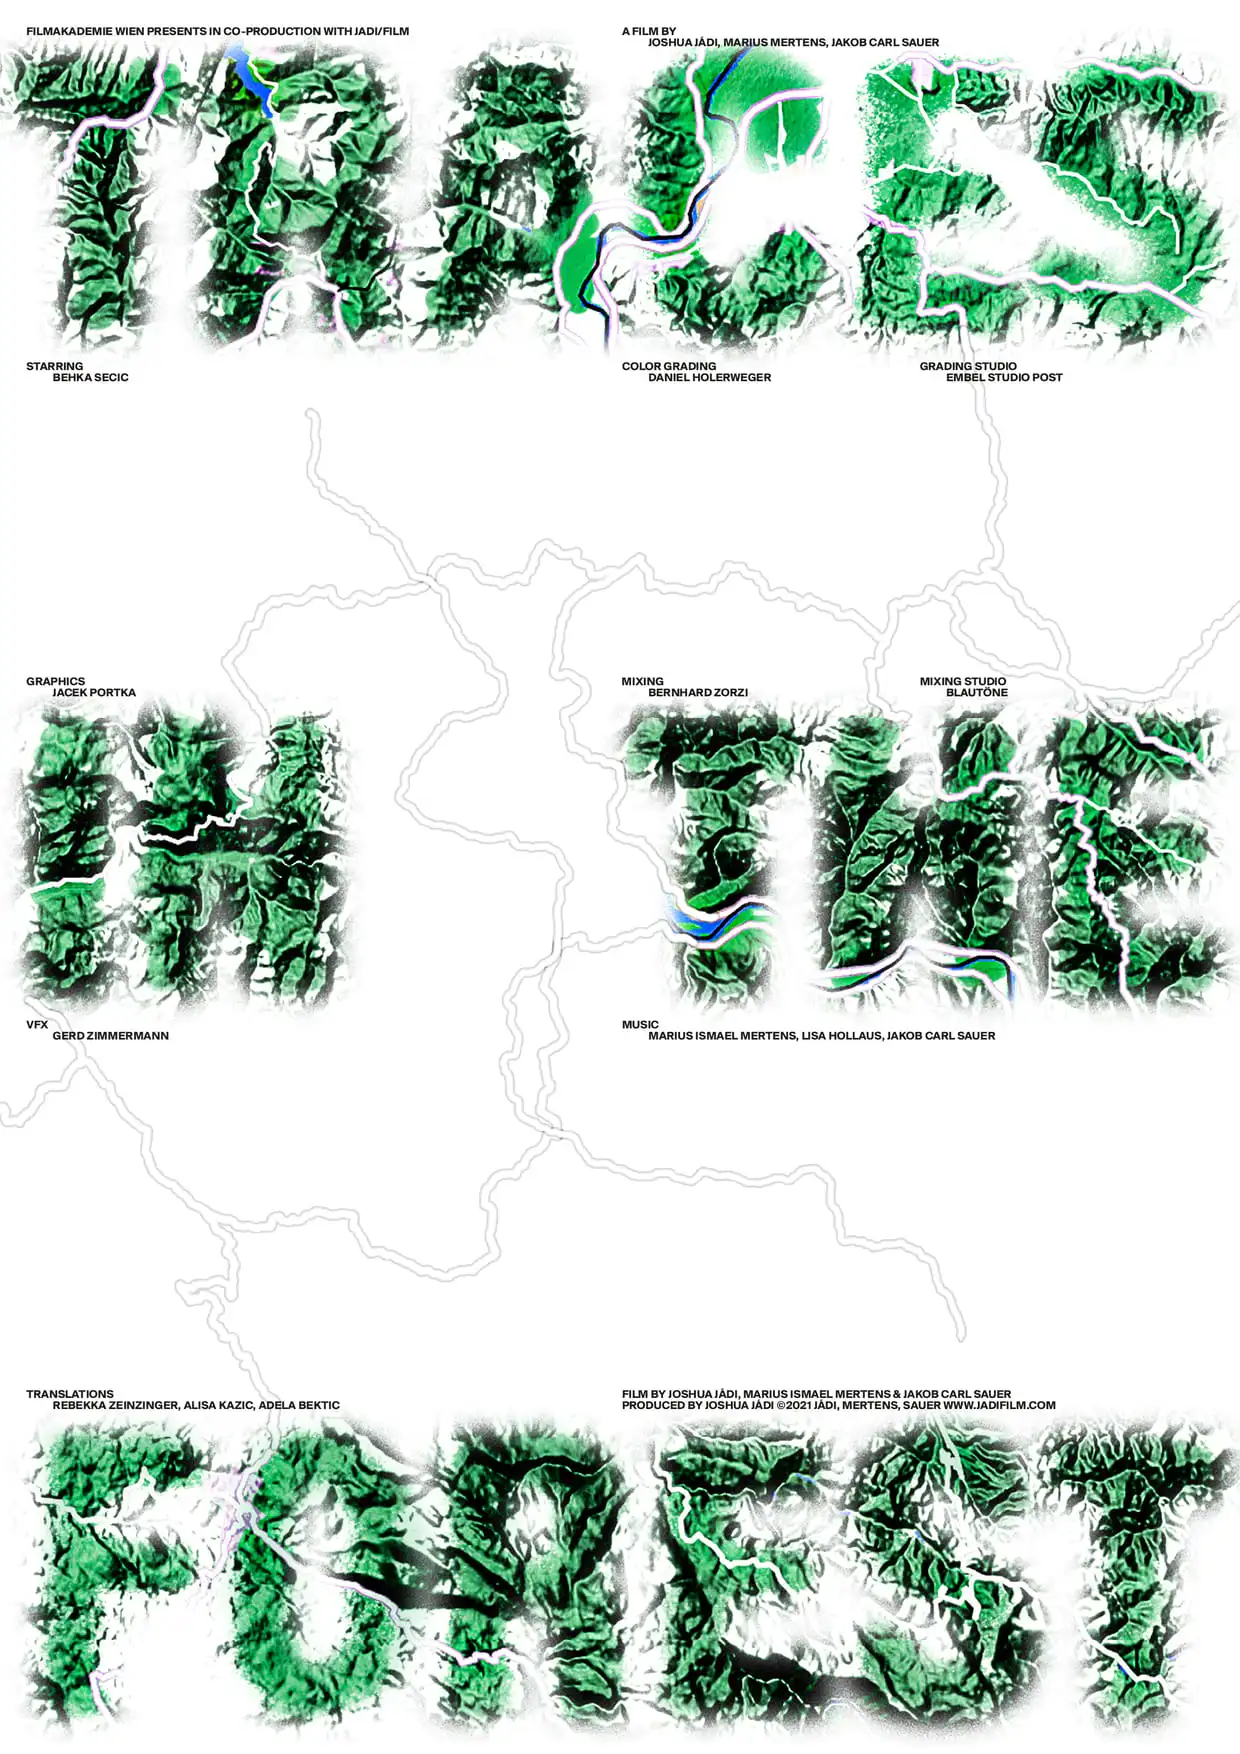 FILMAKADEMIE WIEN PRESENTS IN CO-PRODUCTION WITH JADI/FILM
A FILM BY
JOSHUA JÁDI, MARIUS MERTENS, JAKOB CARL SAUER
TRACES
STARRING
BEHKA SECIC
COLOR GRADING
DANIEL HOLERWEGER
GRADING STUDIO
EMBEL STUDIO POST
GRAPHICS
JACEK PORTKA
MIXING
BERNHARD ZORZI
MIXING STUDIO
BLAUTÖNE
IN THE
VFX
GERD ZIMMERMANN
MUSIC
MARIUS ISMAEL MERTENS, LISA HOLLAUS, JAKOB CARL SAUER
TRANSLATIONS
REBEKKA ZEINZINGER, ALISA KAZIC, ADELA BEKTIC
FILM BY JOSHUA JÁDI, MARIUS ISMAEL MERTENS & JAKOB CARL SAUER
PRODUCED BY JOSHUA JÁDI ©2021 JÁDI, MERTENS, SAUER WWW.JADIFILM.COM
FOREST